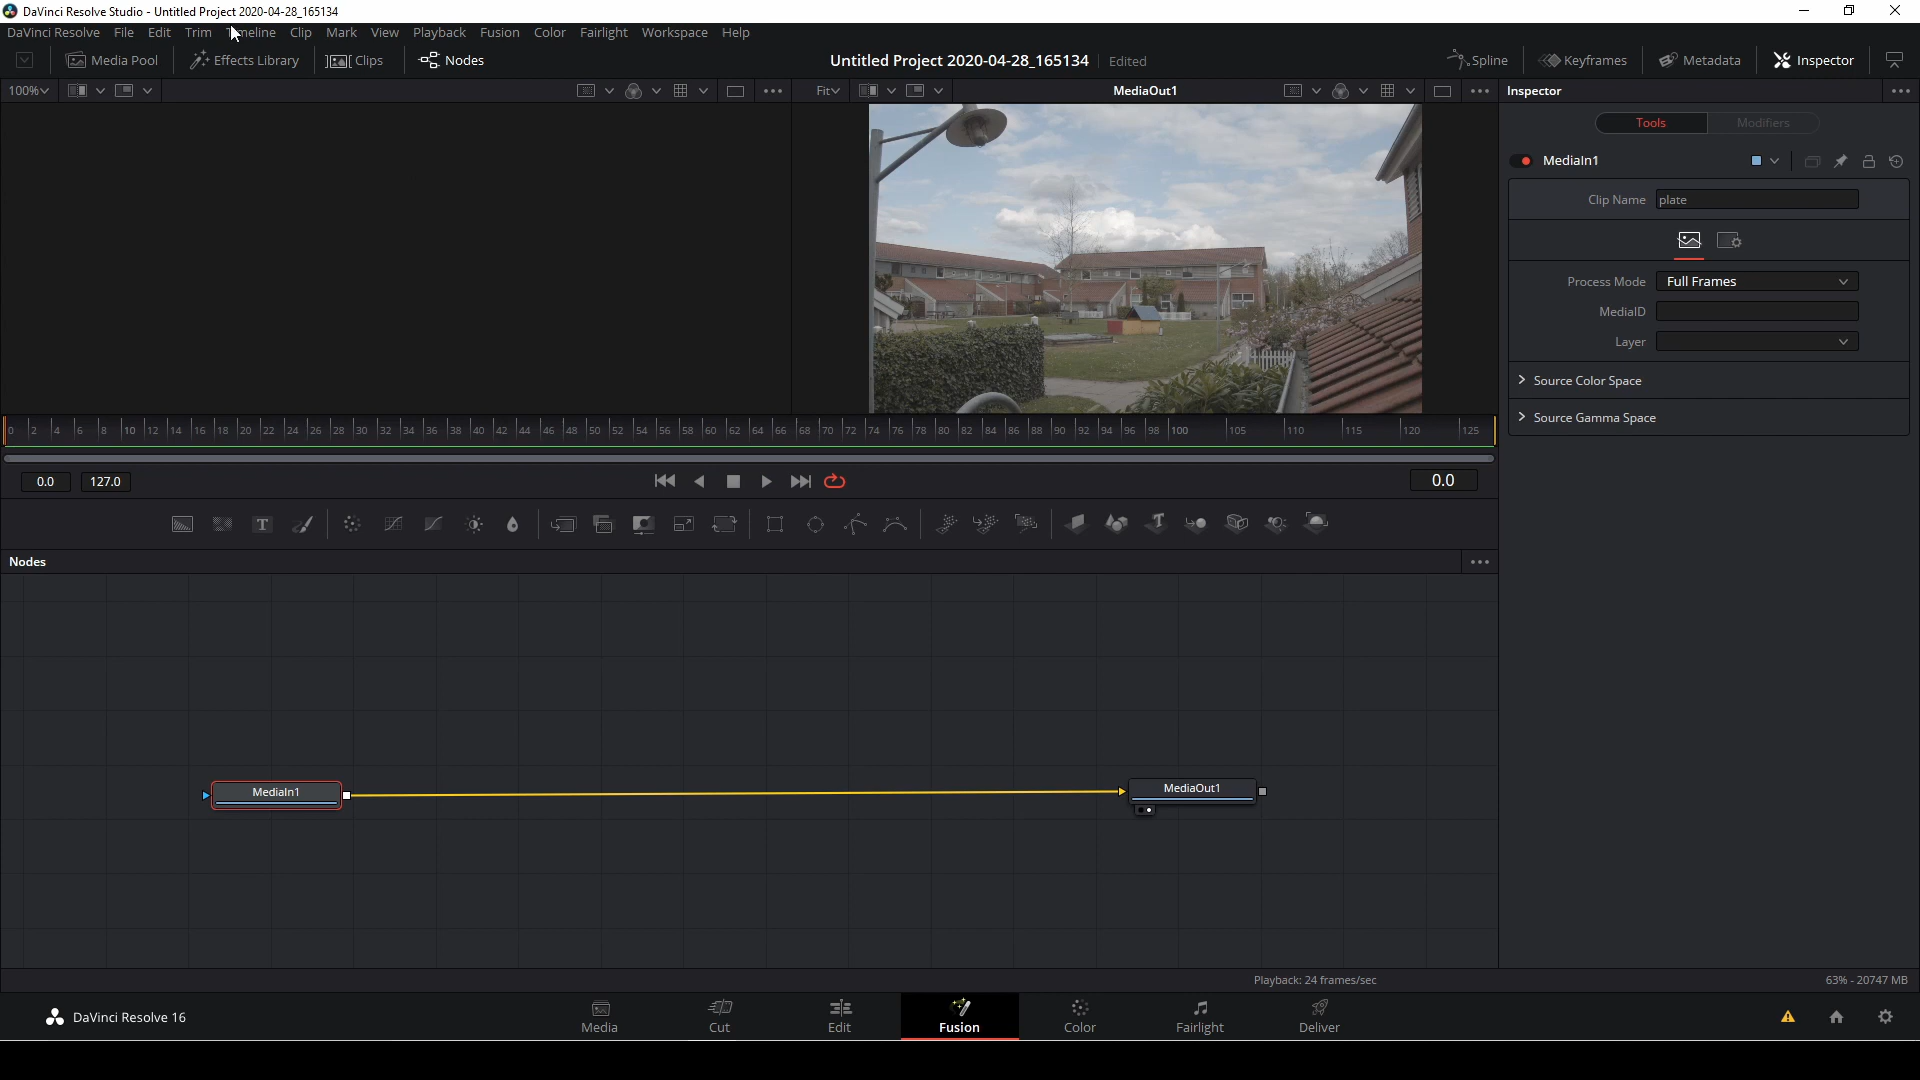 DaVinci Resolve Studio - Untitled Project 2020-04-28_165134
DaVinci Resolve File Edit Trim Timeline Clip Mark View Playback Fusion Color Fairlight Workspace Help
Media Pool Effects Library Clips Nodes Untitled Project 2020-04-28_165134 Edited Spline Keyframes Metadata Inspector
100% Fit MediaOut1 Inspector
Tools Modifiers
MediaIn1
Clip Name plate
Process Mode Full Frames
MediaID
Layer
Source Color Space
Source Gamma Space
0 2 4 6 8 10 12 14 16 18 20 22 24 26 28 30 32 34 36 38 40 42 44 46 48 50 52 54 56 58 60 62 64 66 68 70 72 74 76 78 80 82 84 86 88 90 92 94 96 98 100 105 110 115 120 125
0.0 127.0 0.0
T T
Nodes
MediaIn1 MediaOut1
Playback: 24 frames/sec 63% - 20747 MB
DaVinci Resolve 16 Media Cut Edit Fusion Color Fairlight Deliver